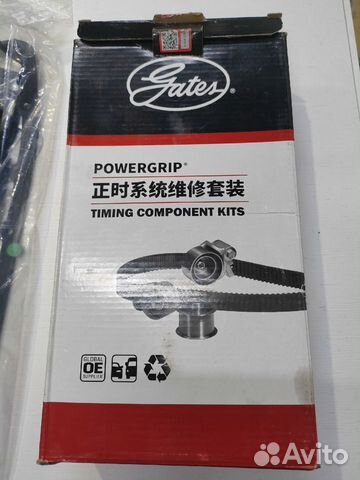 Gates
POWERGRIP®
正时系统维修套装
TIMING COMPONENT KITS
GLOBAL
OE
SUPPLIER
Avito